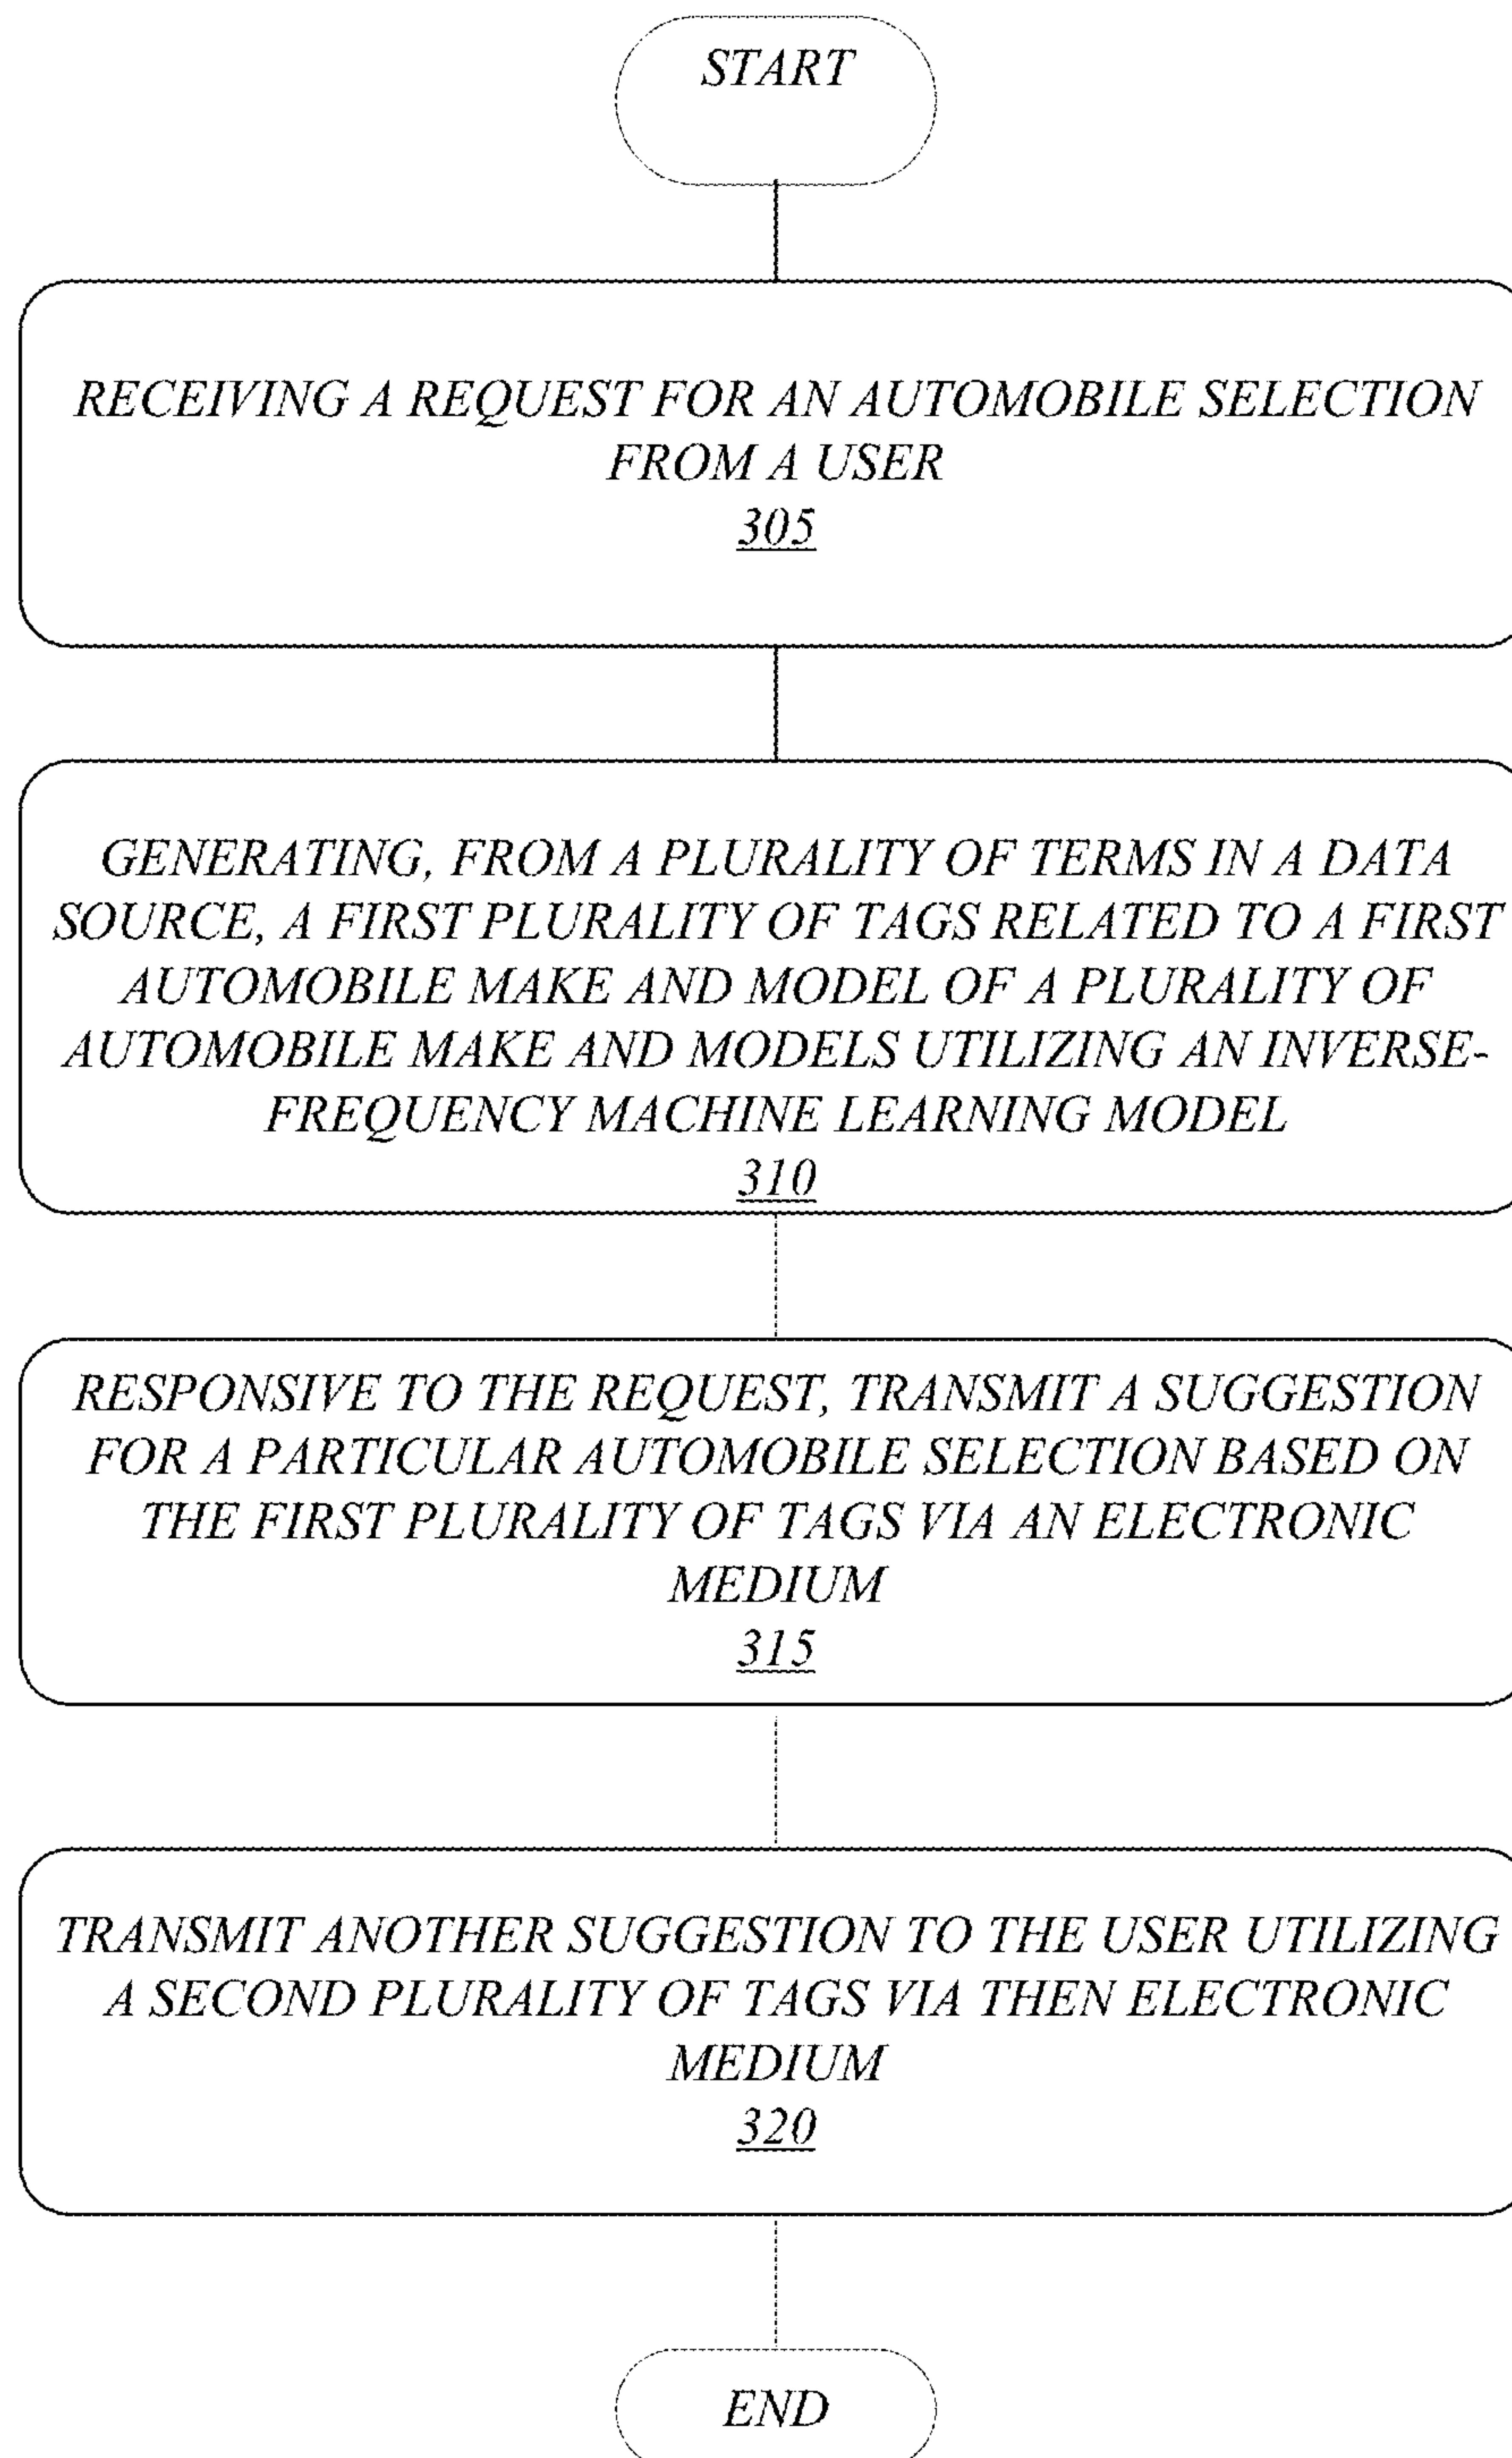 START
RECEIVING A REQUEST FOR AN AUTOMOBILE SELECTION
FROM A USER
305
GENERATING, FROM A PLURALITY OF TERMS IN A DATA
SOURCE, A FIRST PLURALITY OF TAGS RELATED TO A FIRST
AUTOMOBILE MAKE AND MODEL OF A PLURALITY OF
AUTOMOBILE MAKE AND MODELS UTILIZING AN INVERSE-
FREQUENCY MACHINE LEARNING MODEL
310
RESPONSIVE TO THE REQUEST, TRANSMIT A SUGGESTION
FOR A PARTICULAR AUTOMOBILE SELECTION BASED ON
THE FIRST PLURALITY OF TAGS VIA AN ELECTRONIC
MEDIUM
315
TRANSMIT ANOTHER SUGGESTION TO THE USER UTILIZING
A SECOND PLURALITY OF TAGS VIA THEN ELECTRONIC
MEDIUM
320
END